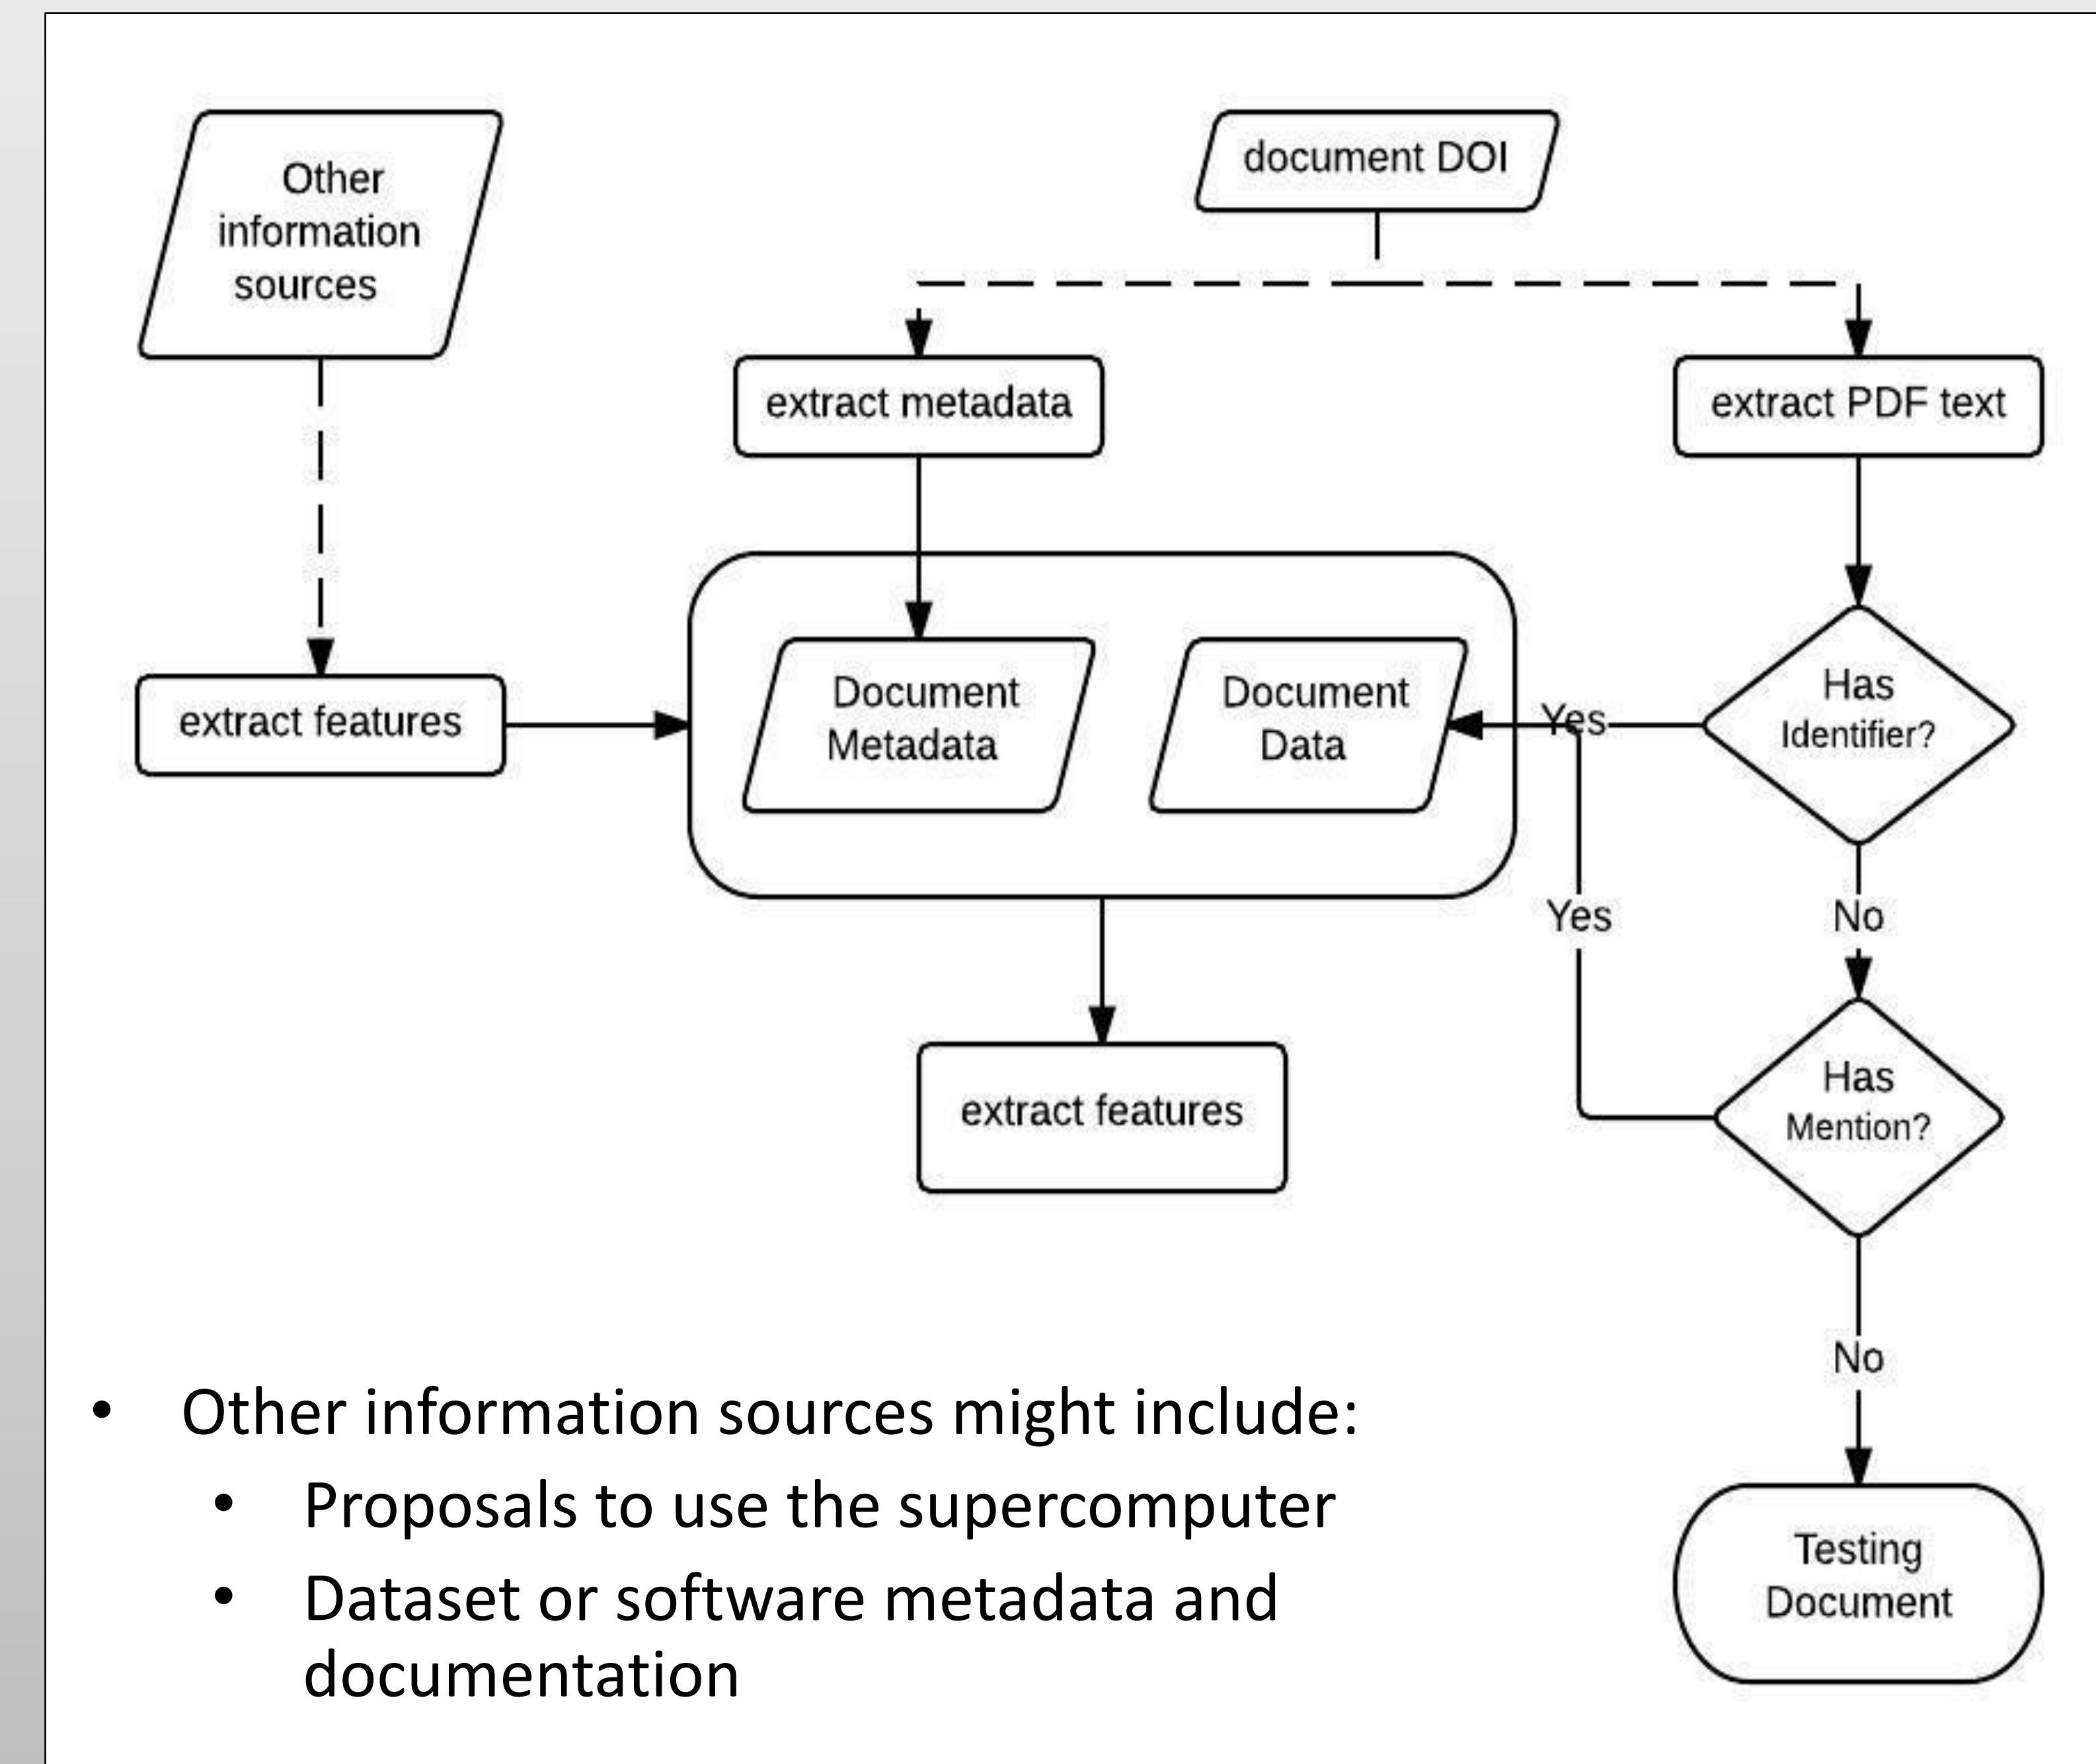 Other
information
sources
document DOI
extract metadata
extract PDF text
extract features
Document
Metadata
Document
Data
Yes
Has
Identifier?
Yes
No
extract features
Has
Mention?
No
Testing
Document
• Other information sources might include:
• Proposals to use the supercomputer
• Dataset or software metadata and
documentation